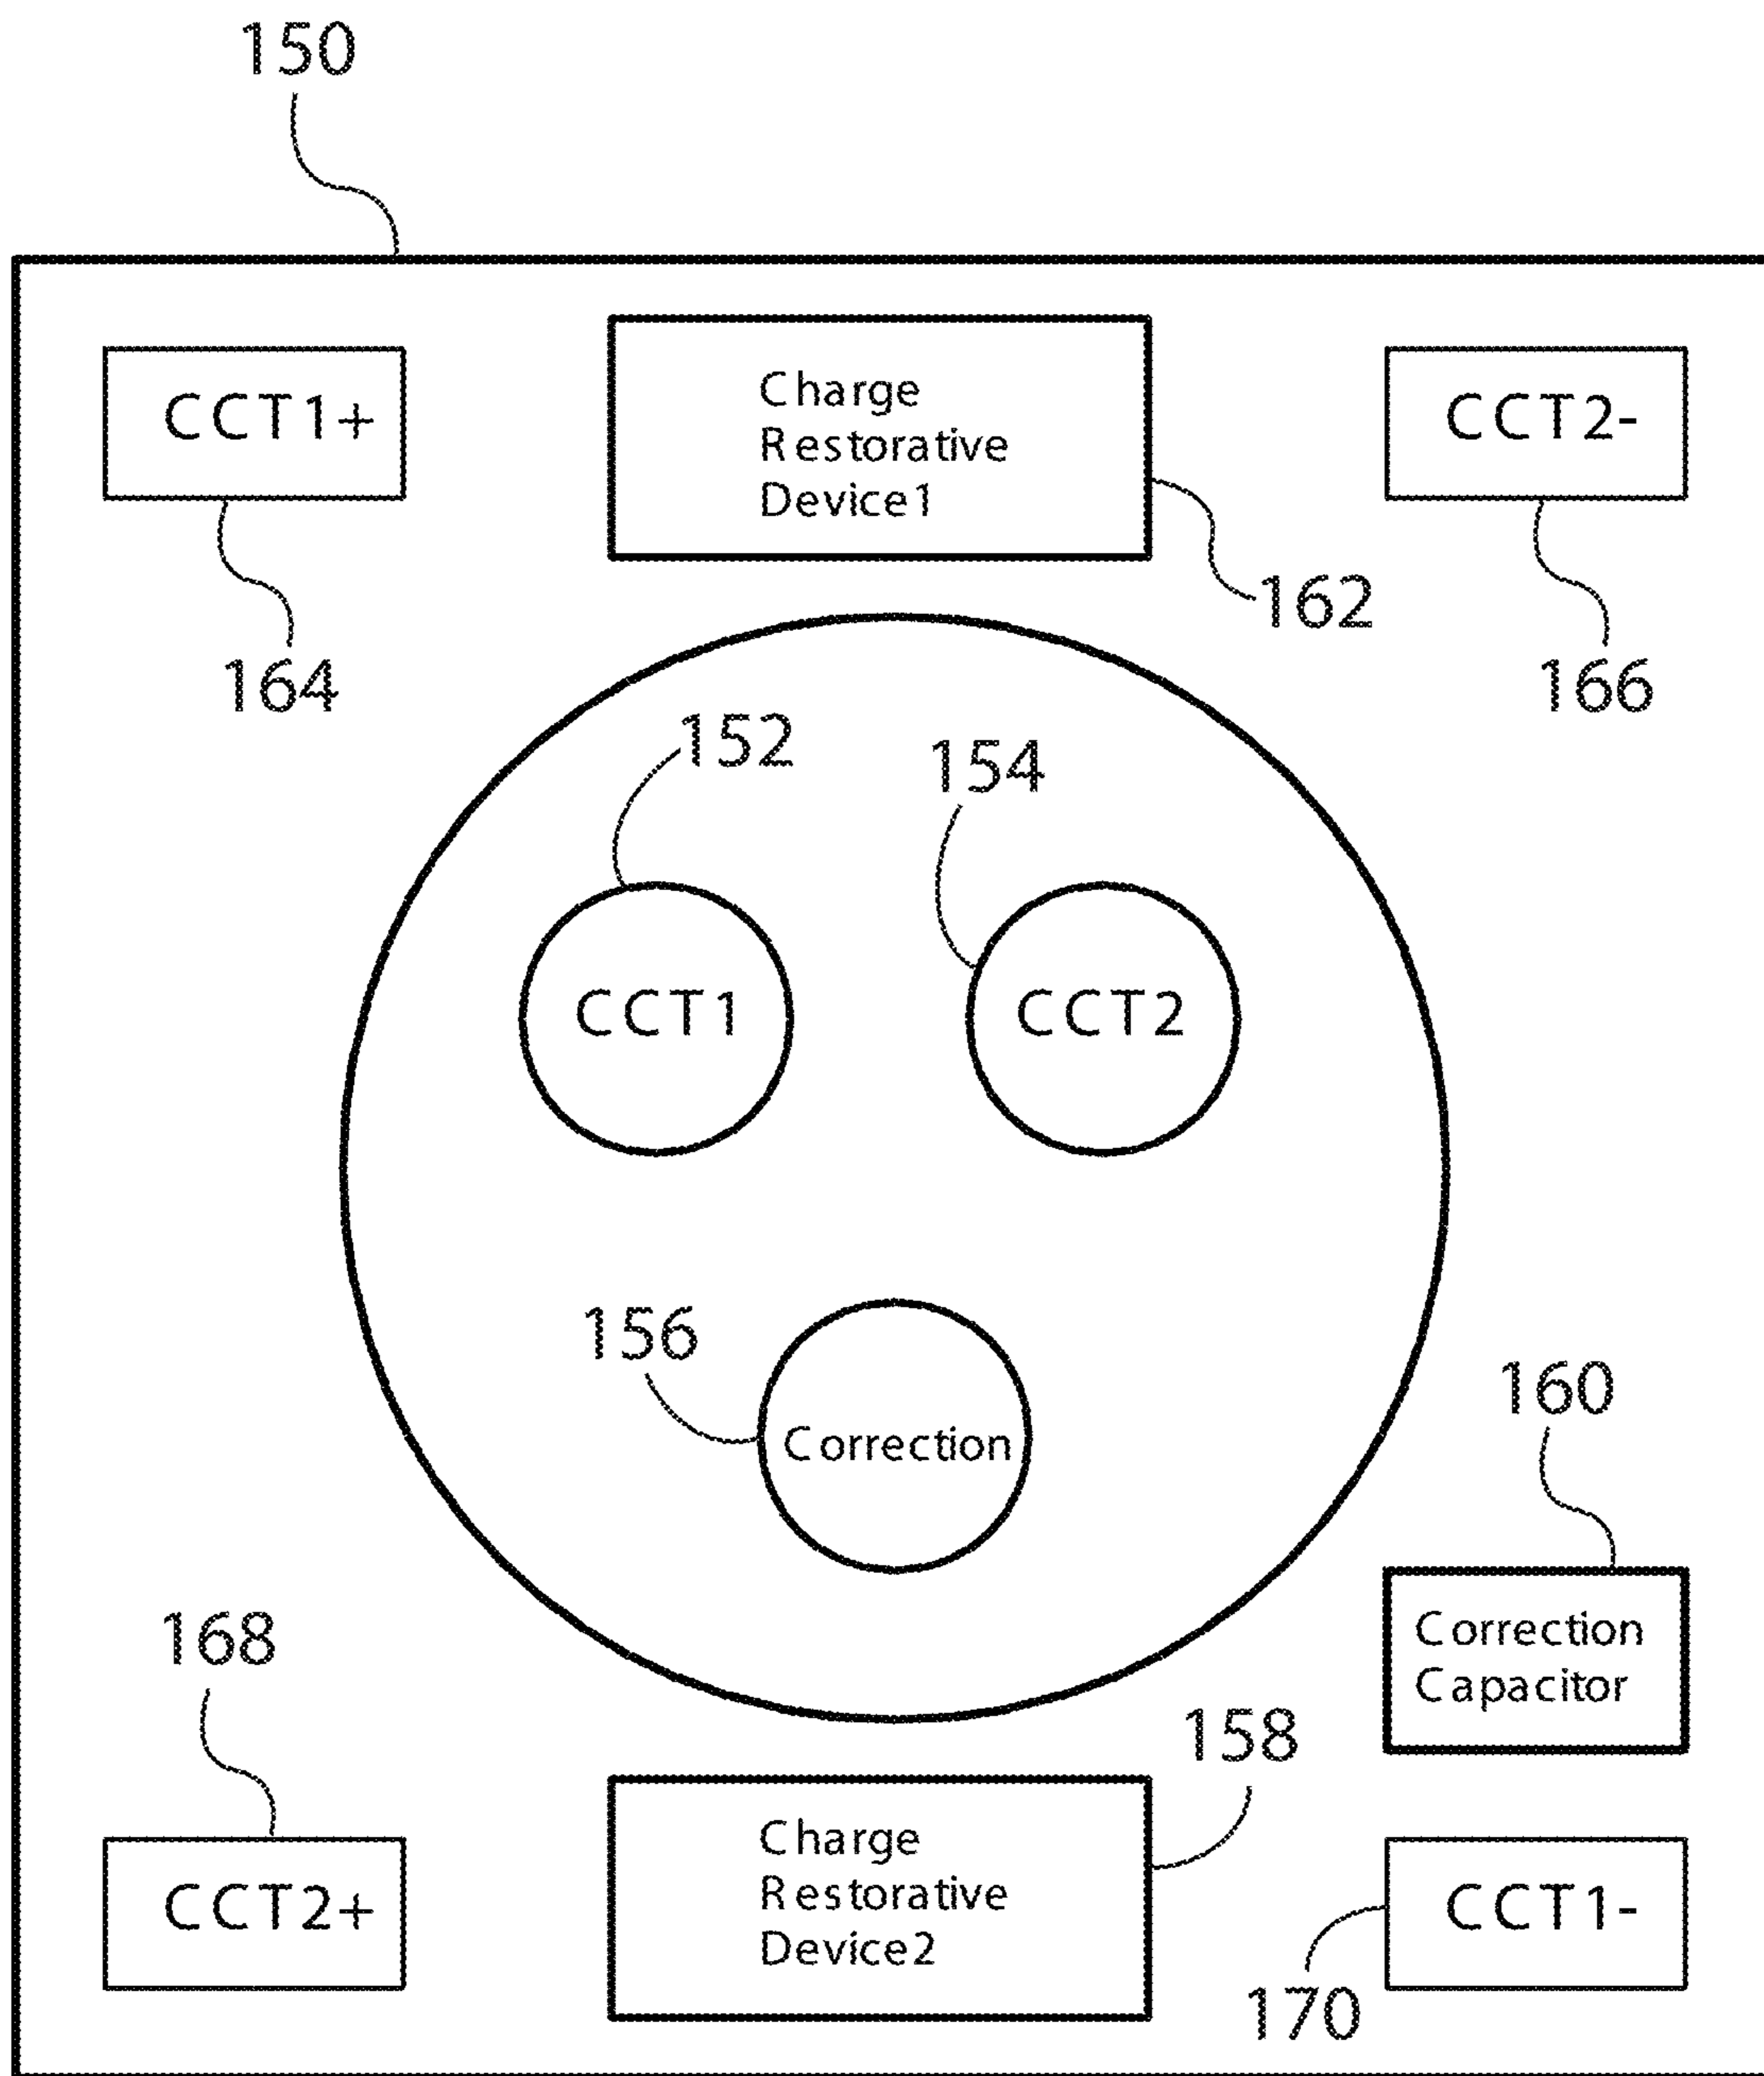 150
CCT1+
Charge
Restorative
Device1
CCT2-
162
164
166
152
154
CCT1
CCT2
156
Correction
160
Correction
Capacitor
168
158
CCT2+
Charge
Restorative
Device2
CCT1-
170